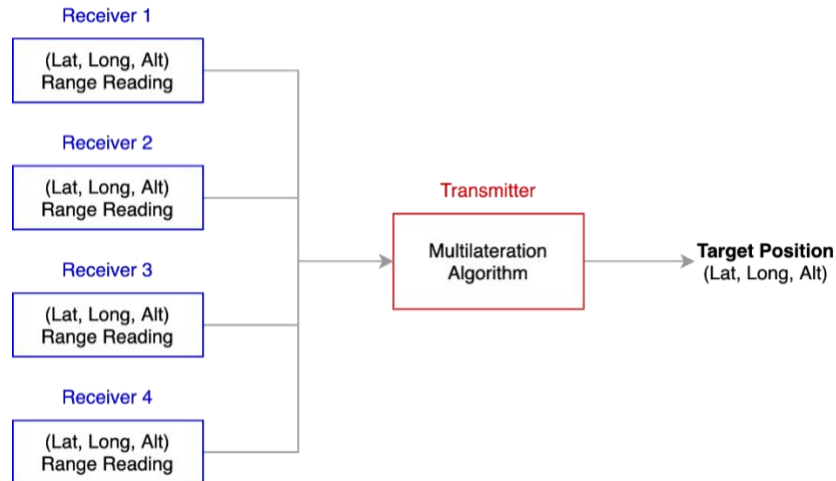 Receiver 1
(Lat, Long, Alt)
Range Reading
Receiver 2
(Lat, Long, Alt)
Range Reading
Receiver 3
(Lat, Long, Alt)
Range Reading
Receiver 4
(Lat, Long, Alt)
Range Reading
Transmitter
Multilateration
Algorithm
Target Position
(Lat, Long, Alt)